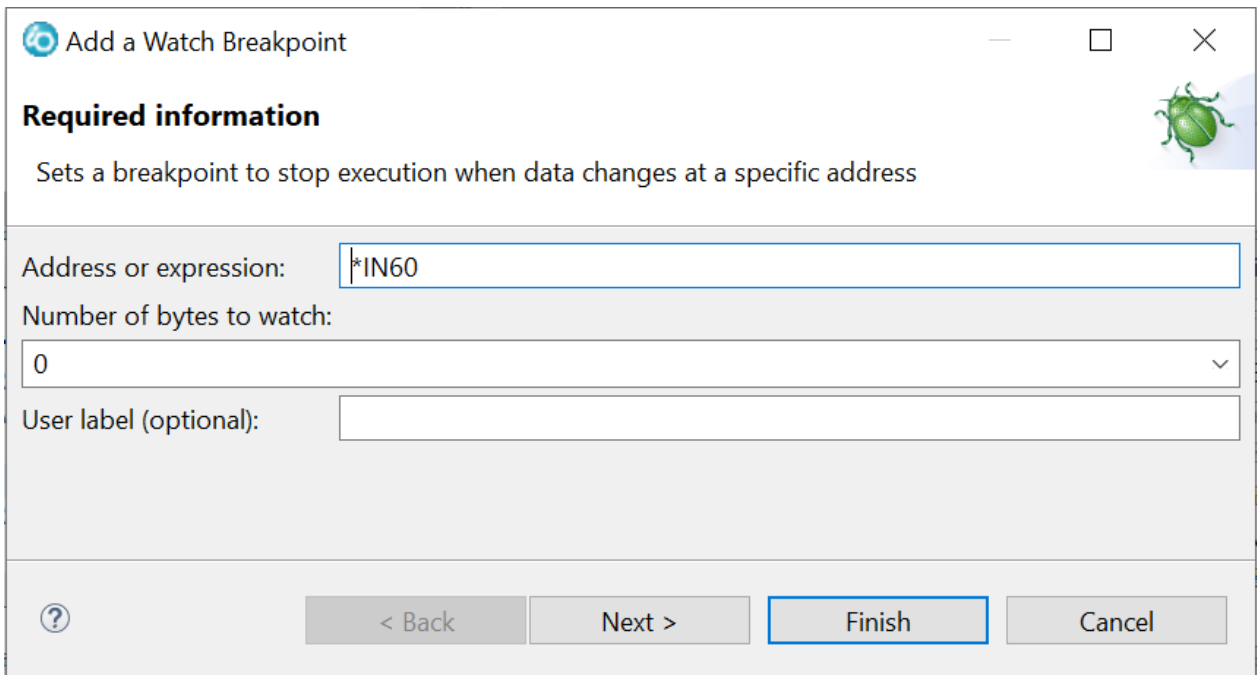 Add a Watch Breakpoint
Required information
Sets a breakpoint to stop execution when data changes at a specific address
Address or expression: *IN60
Number of bytes to watch:
0
User label (optional):
< Back Next > Finish Cancel